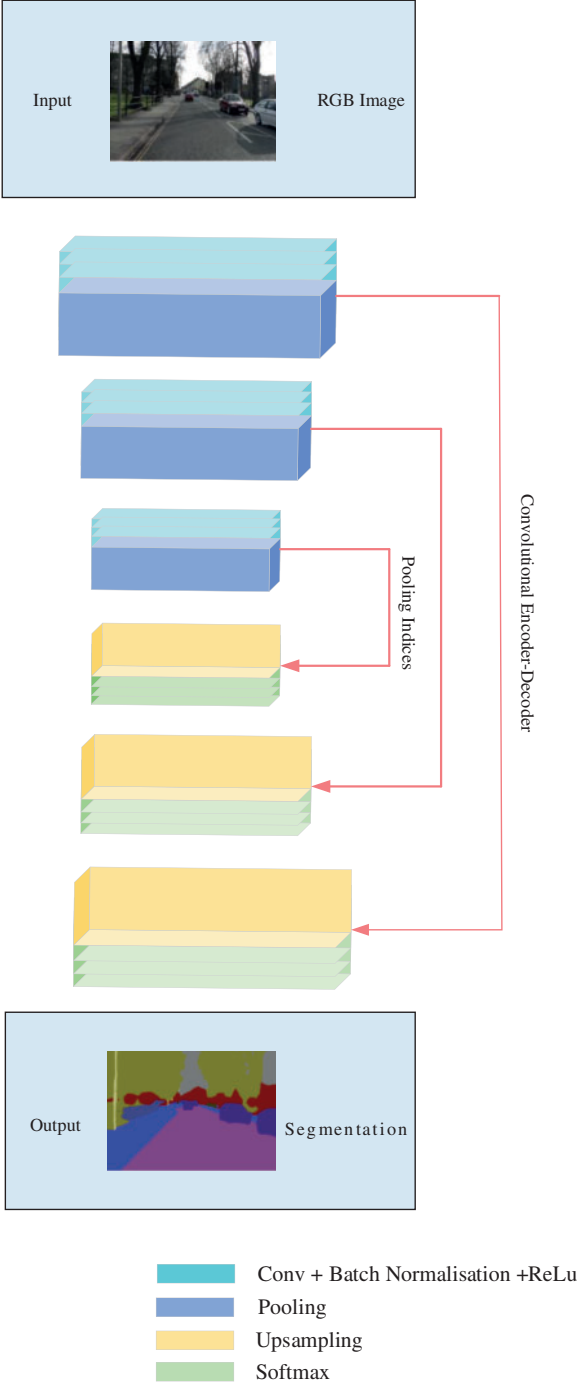 Input
RGB Image
Convolutional Encoder-Decoder
Pooling Indices
Output
Segmentation
Conv + Batch Normalisation +ReLu
Pooling
Upsampling
Softmax